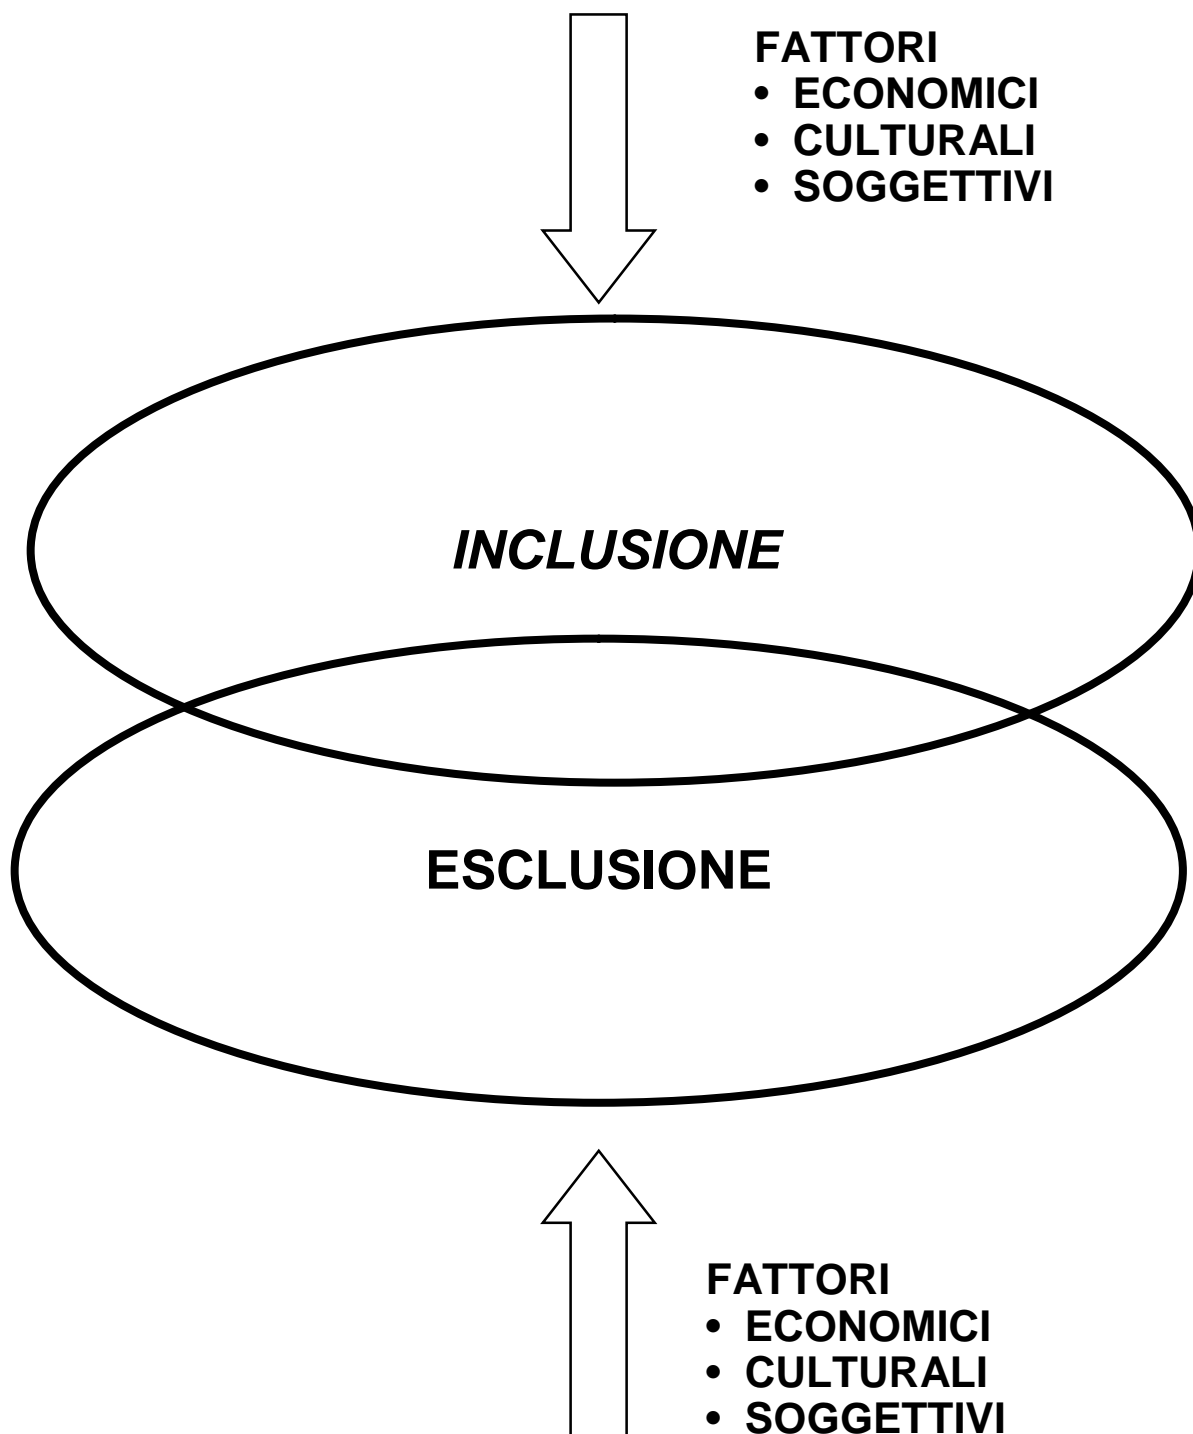 FATTORI
• ECONOMICI
• CULTURALI
• SOGGETTIVI
INCLUSIONE
ESCLUSIONE
FATTORI
• ECONOMICI
• CULTURALI
• SOGGETTIVI